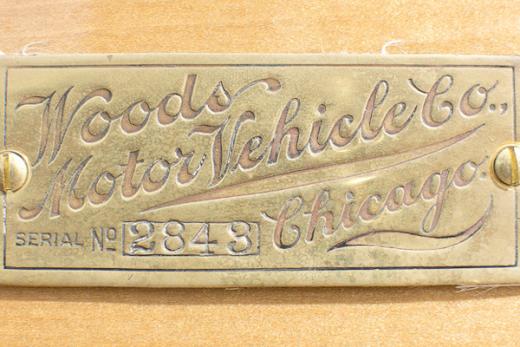 Woods
Motor Vehicle Co.,
Chicago.
SERIAL No 2843